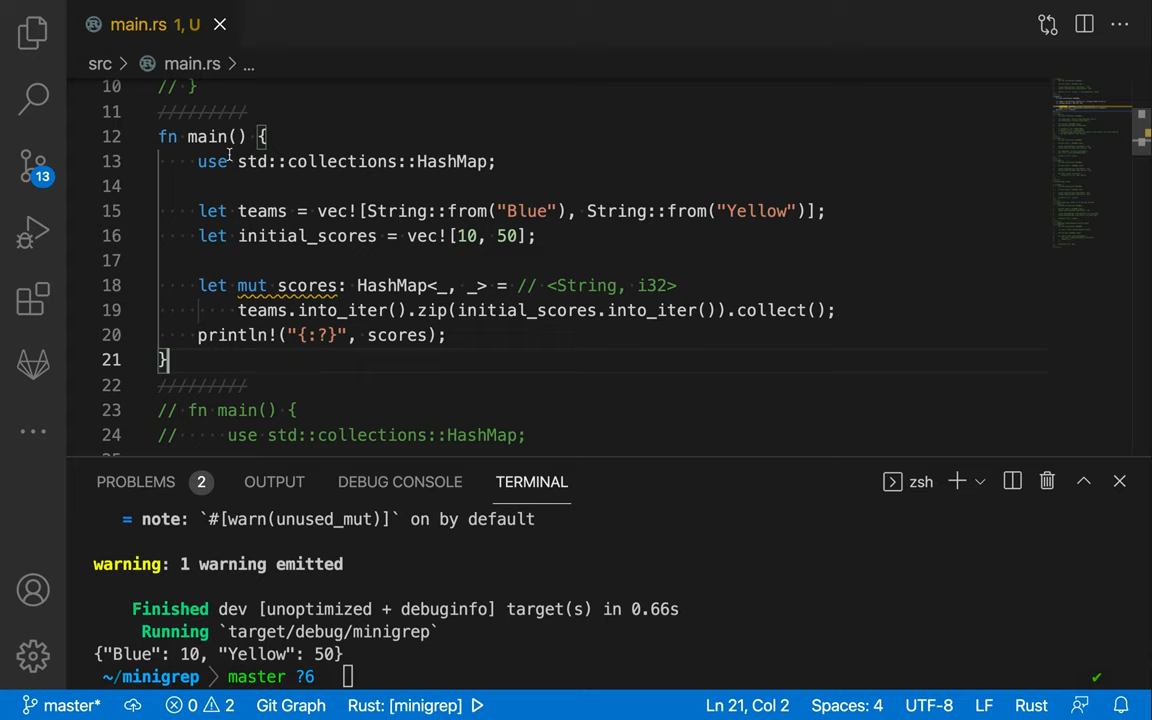 main.rs 1, U
src > main.rs > ...
10 // }
11 /////////
12 fn main() {
13 use std::collections::HashMap;
14
15 let teams = vec![String::from("Blue"), String::from("Yellow")];
16 let initial_scores = vec![10, 50];
17
18 let mut scores: HashMap<_, _> = // <String, i32>
19 teams.into_iter().zip(initial_scores.into_iter()).collect();
20 println!("{:?}", scores);
21 }
22 /////////
23 // fn main() {
24 // use std::collections::HashMap;
13
PROBLEMS 2 OUTPUT DEBUG CONSOLE TERMINAL zsh
= note: `#[warn(unused_mut)]` on by default
warning: 1 warning emitted
Finished dev [unoptimized + debuginfo] target(s) in 0.66s
Running `target/debug/minigrep`
{"Blue": 10, "Yellow": 50}
~/minigrep master ?6
master* 0 2 Git Graph Rust: [minigrep] Ln 21, Col 2 Spaces: 4 UTF-8 LF Rust